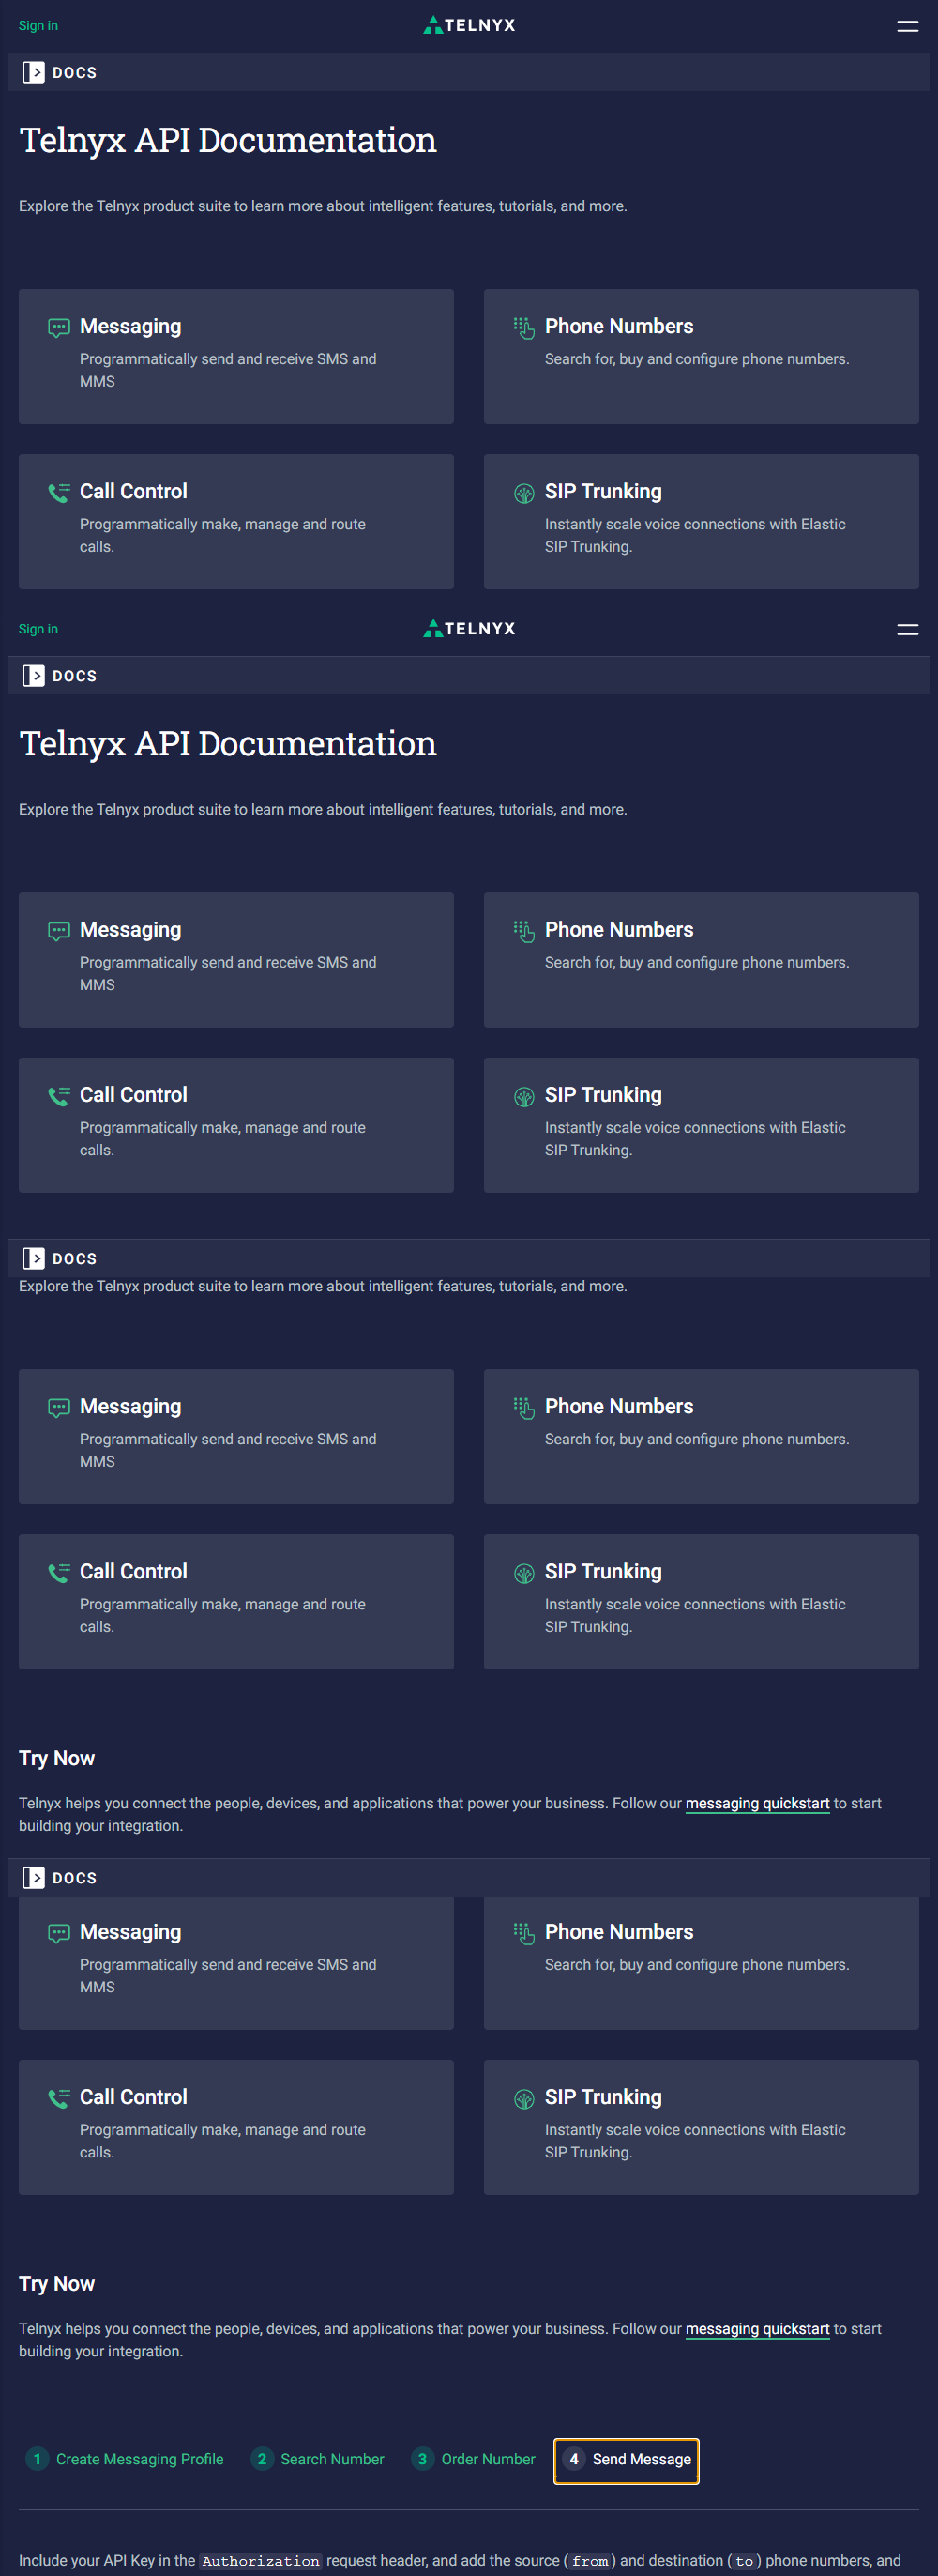 Sign in
TELNYX
DOCS
Telnyx API Documentation
Explore the Telnyx product suite to learn more about intelligent features, tutorials, and more.
Messaging
Programmatically send and receive SMS and
MMS
Phone Numbers
Search for, buy and configure phone numbers.
Call Control
Programmatically make, manage and route
calls.
SIP Trunking
Instantly scale voice connections with Elastic
SIP Trunking.
Sign in
TELNYX
DOCS
Telnyx API Documentation
Explore the Telnyx product suite to learn more about intelligent features, tutorials, and more.
Messaging
Programmatically send and receive SMS and
MMS
Phone Numbers
Search for, buy and configure phone numbers.
Call Control
Programmatically make, manage and route
calls.
SIP Trunking
Instantly scale voice connections with Elastic
SIP Trunking.
DOCS
Explore the Telnyx product suite to learn more about intelligent features, tutorials, and more.
Messaging
Programmatically send and receive SMS and
MMS
Phone Numbers
Search for, buy and configure phone numbers.
Call Control
Programmatically make, manage and route
calls.
SIP Trunking
Instantly scale voice connections with Elastic
SIP Trunking.
Try Now
Telnyx helps you connect the people, devices, and applications that power your business. Follow our messaging quickstart to start
building your integration.
DOCS
Messaging
Programmatically send and receive SMS and
MMS
Phone Numbers
Search for, buy and configure phone numbers.
Call Control
Programmatically make, manage and route
calls.
SIP Trunking
Instantly scale voice connections with Elastic
SIP Trunking.
Try Now
Telnyx helps you connect the people, devices, and applications that power your business. Follow our messaging quickstart to start
building your integration.
1 Create Messaging Profile 2 Search Number 3 Order Number 4 Send Message
Include your API Key in the Authorization request header, and add the source (from) and destination (to) phone numbers, and